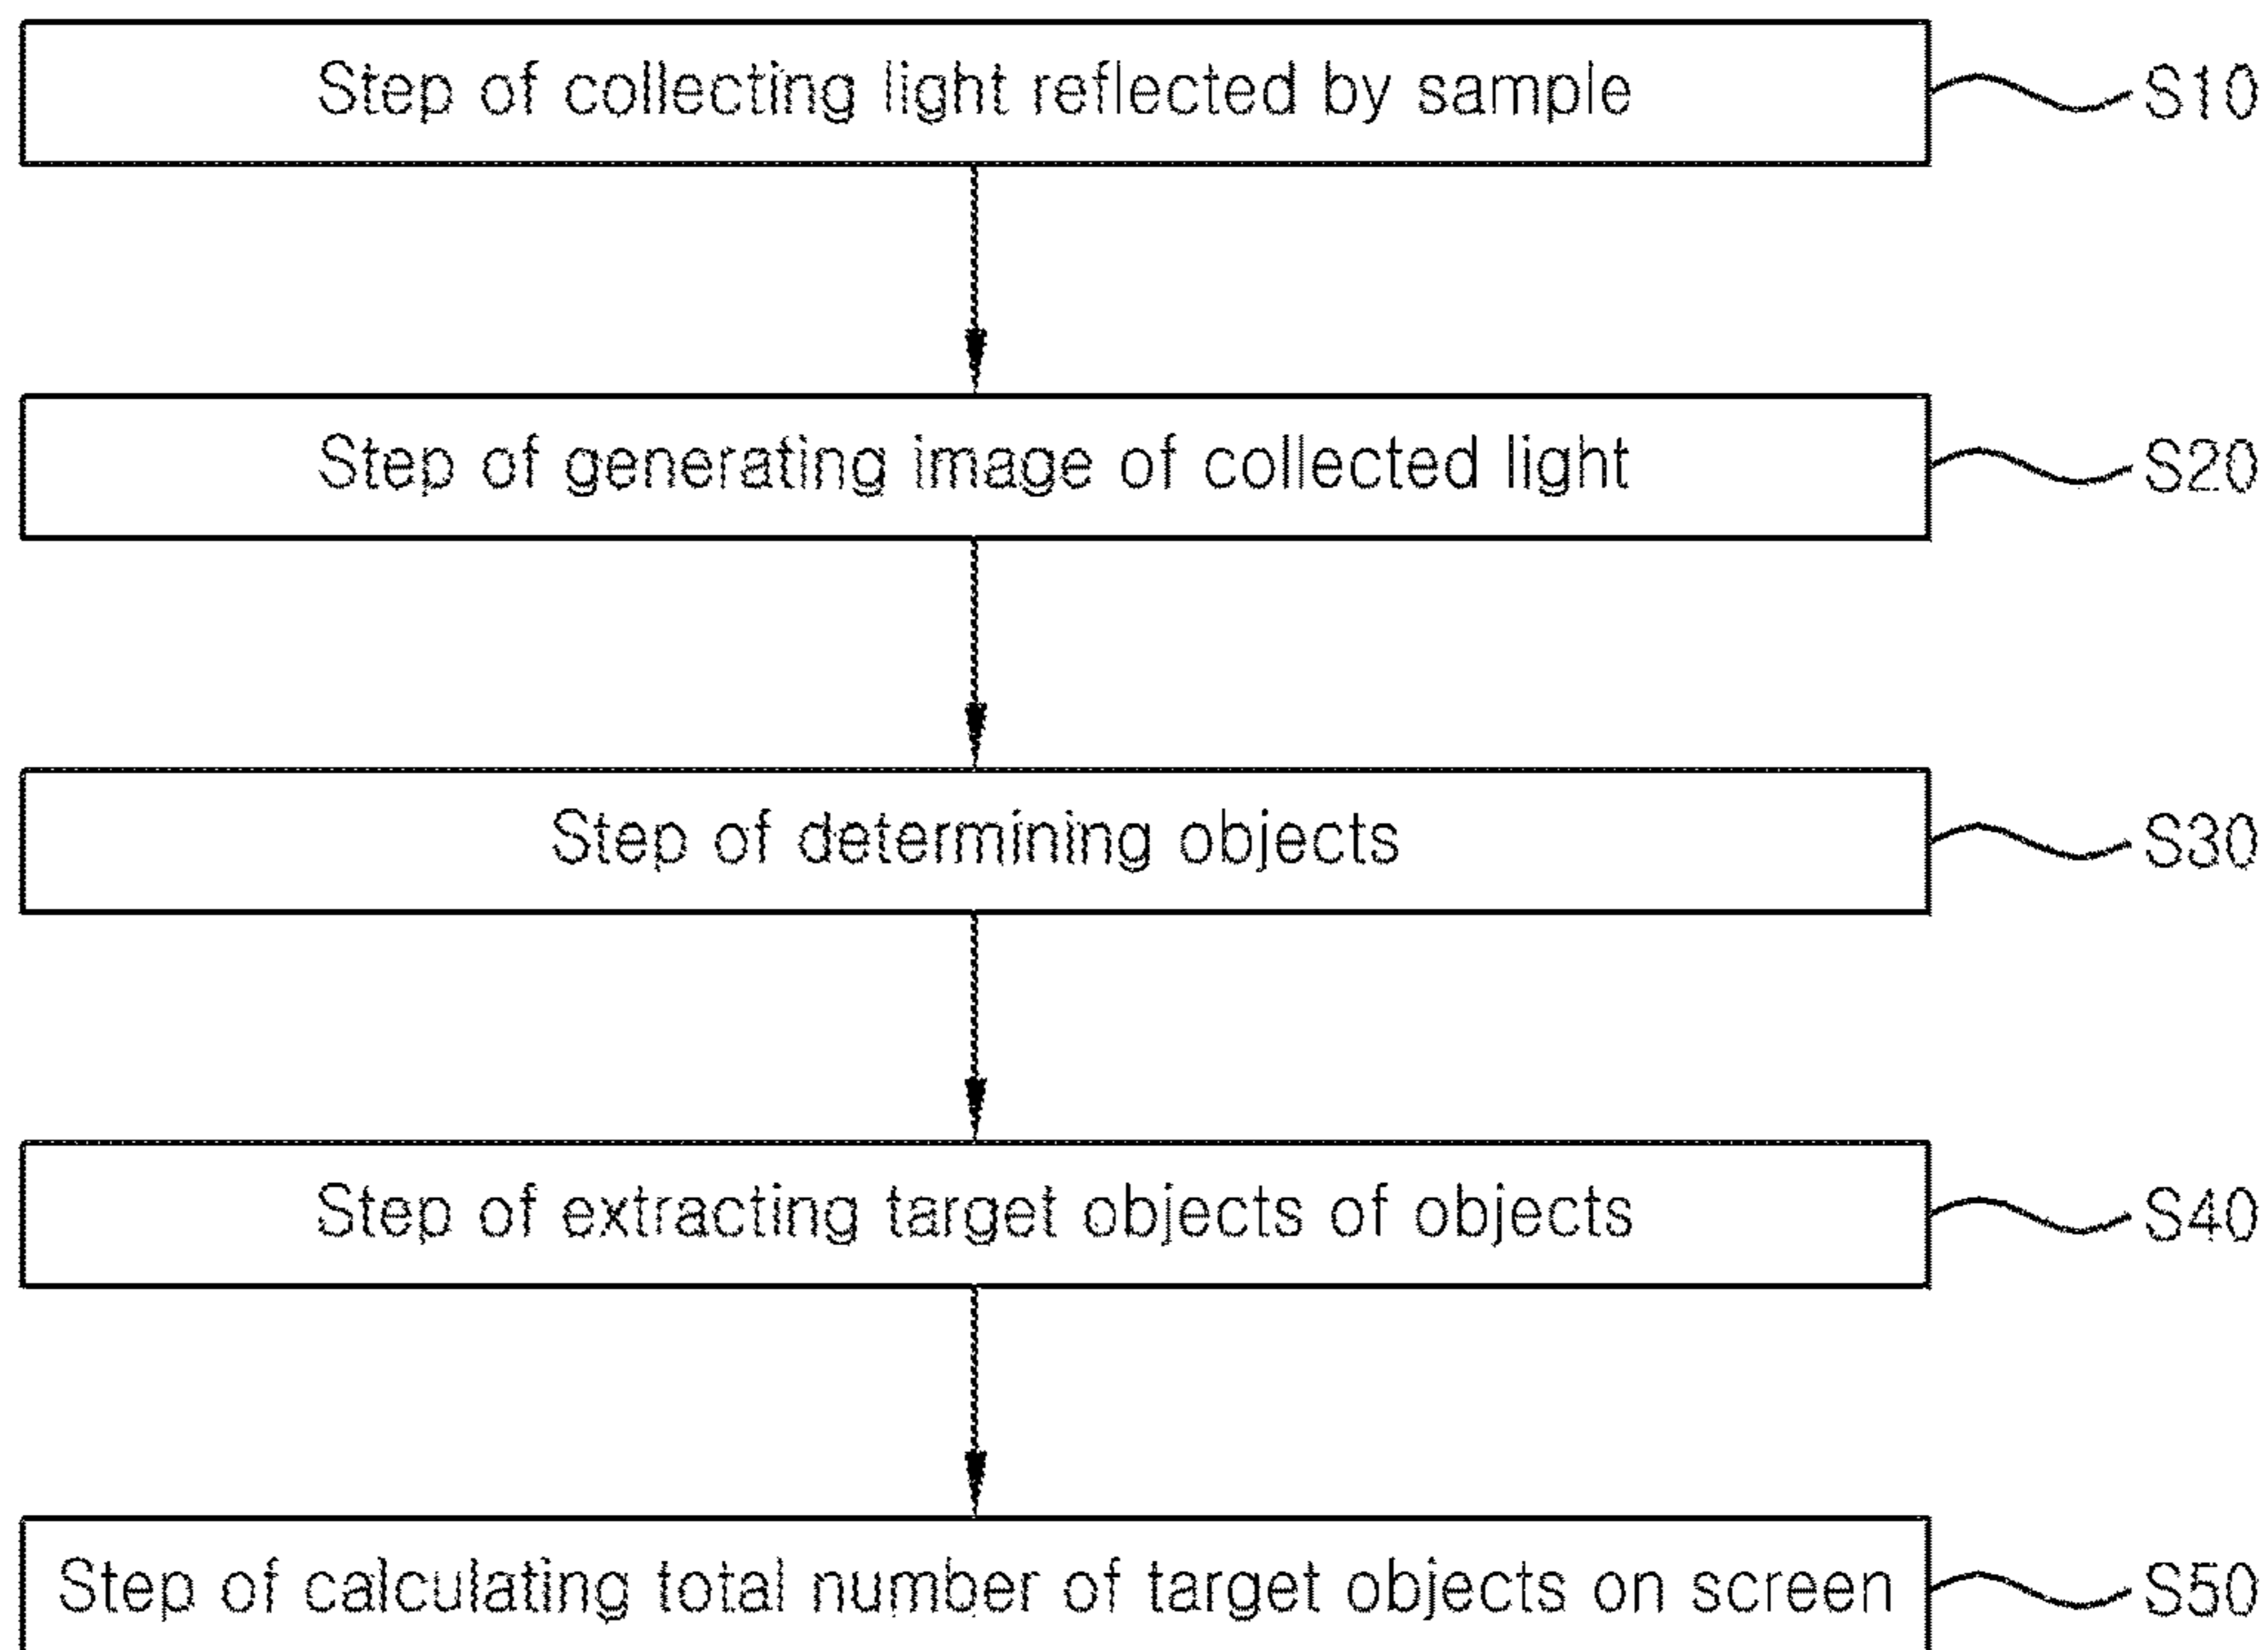 Step of collecting light reflected by sample S10
Step of generating image of collected light S20
Step of determining objects S30
Step of extracting target objects of objects S40
Step of calculating total number of target objects on screen S50